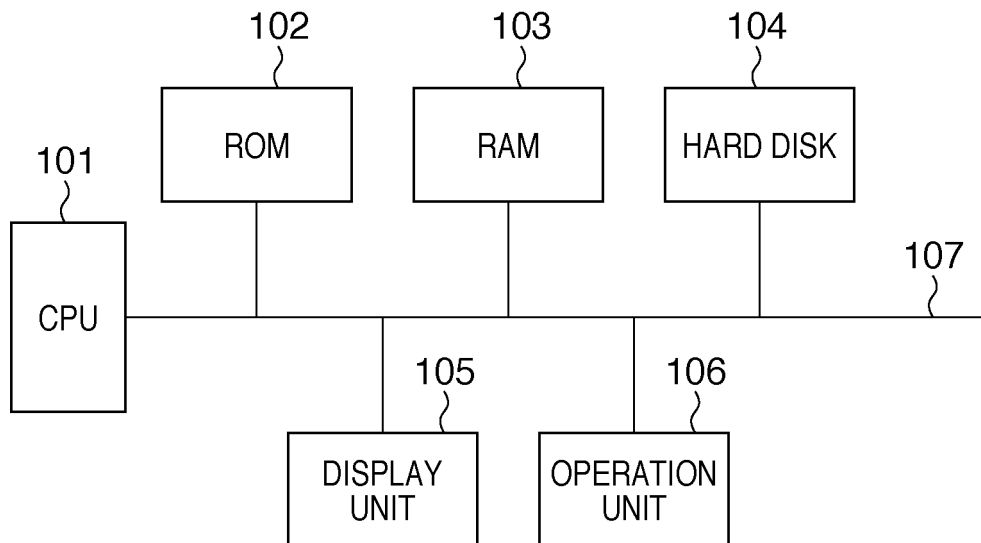 102
103
104
ROM
RAM
HARD DISK
101
CPU
107
105
106
DISPLAY
UNIT
OPERATION
UNIT